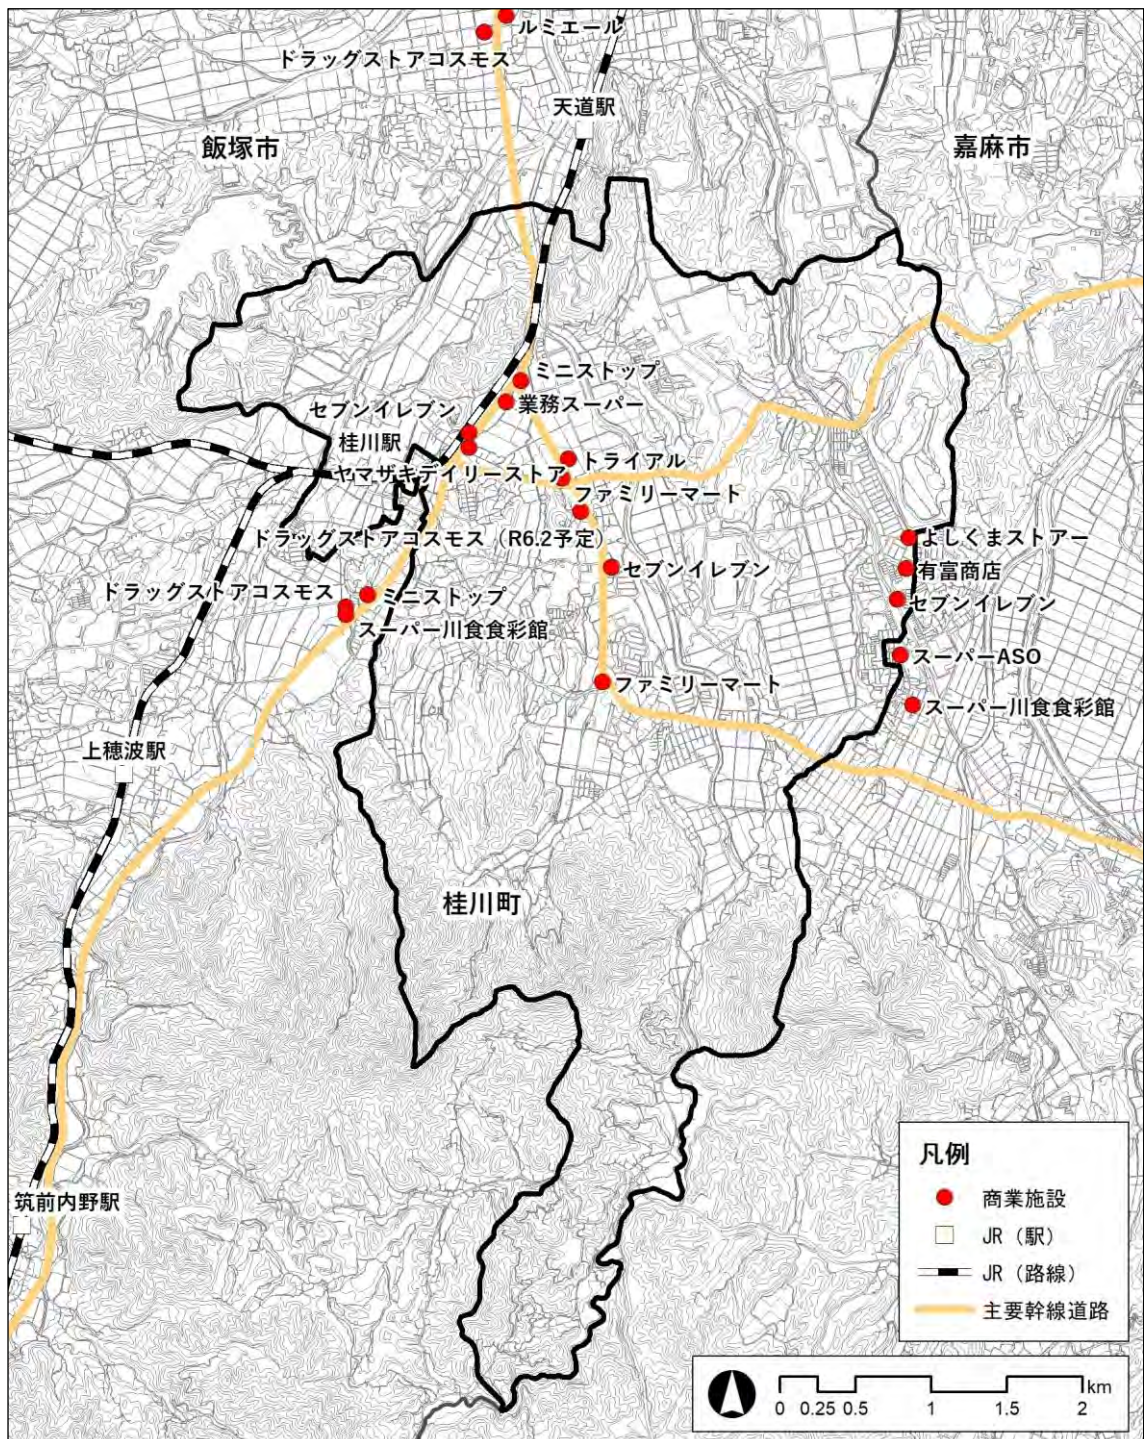 ルミエール
ドラッグストアコスモス
天道駅
飯塚市
嘉麻市
ミニストップ
業務スーパー
セブンイレブン
桂川駅
トライアル
ヤマザキデイリーストア
ファミリーマート
ドラッグストアコスモス（R6.2予定）
よしくまストアー
セブンイレブン
有富商店
ドラッグストアコスモス
ミニストップ
セブンイレブン
スーパー川食食彩館
スーパーASO
ファミリーマート
スーパー川食食彩館
上穂波駅
桂川町
筑前内野駅
凡例
商業施設
JR（駅）
JR（路線）
主要幹線道路
km
0 0.25 0.5 1 1.5 2